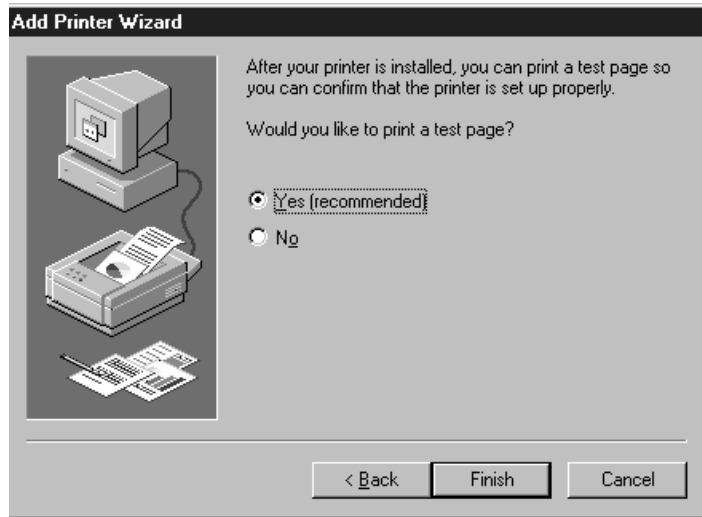 Add Printer Wizard
After your printer is installed, you can print a test page so
you can confirm that the printer is set up properly.
Would you like to print a test page?
Yes (recommended)
No
< Back
Finish
Cancel